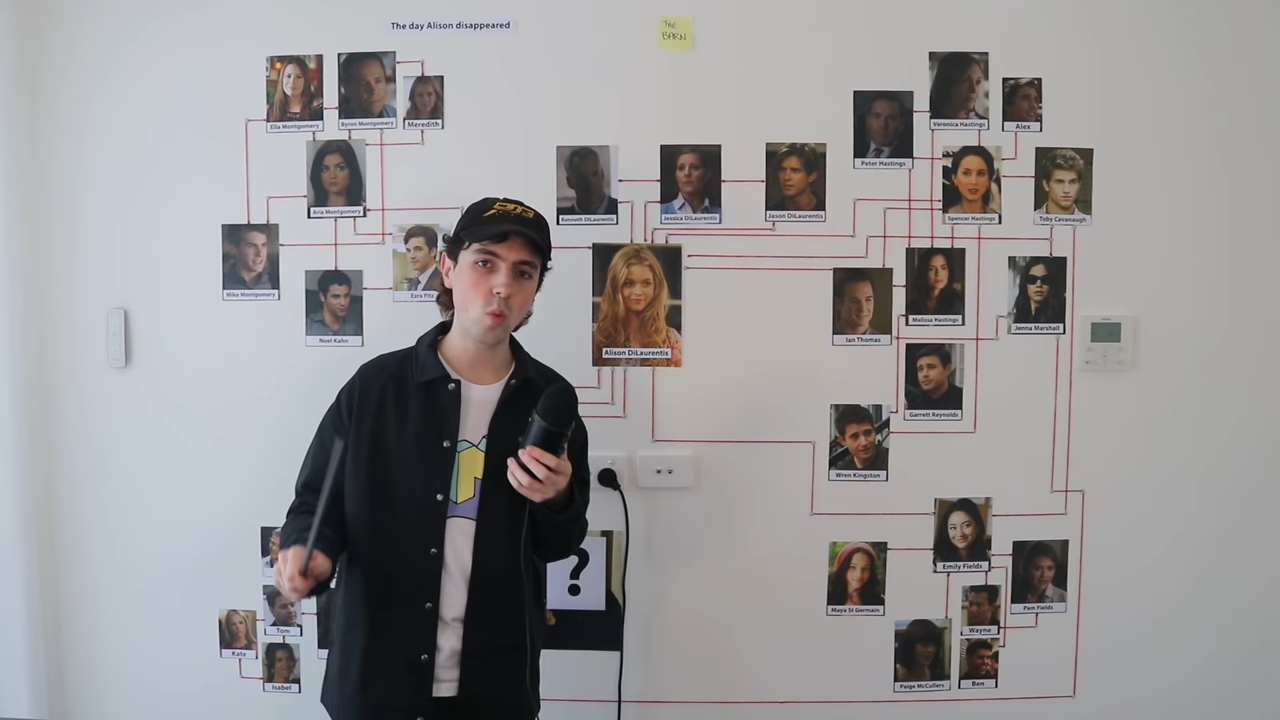 The day Alison disappeared
THE
BARN
Ella Montgomery
Byron Montgomery
Meredith
Aria Montgomery
Mike Montgomery
Ezra Fitz
Noel Kahn
Kenneth DiLaurentis
Jessica DiLaurentis
Jason DiLaurentis
Alison DiLaurentis
Peter Hastings
Veronica Hastings
Alex
Spencer Hastings
Toby Cavanaugh
Ian Thomas
Melissa Hastings
Jenna Marshall
Garrett Reynolds
Wren Kingston
Emily Fields
Maya St Germain
Pam Fields
Wayne
Paige McCullers
Ben
Tom
Kate
Isabel
?